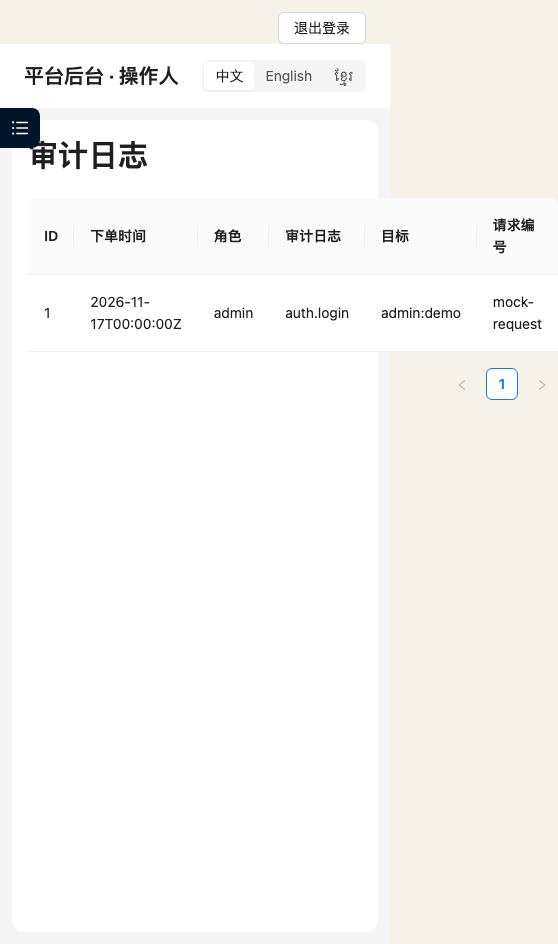 退出登录
平台后台 · 操作人
中文 English ខ្មែរ
审计日志
ID 下单时间 角色 审计日志 目标 请求编号
1 2026-11-17T00:00:00Z admin auth.login admin:demo mock-request
1